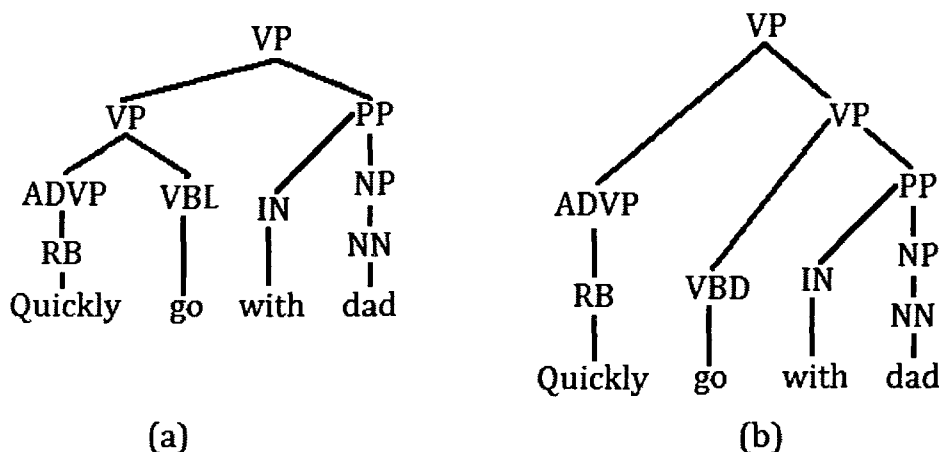 VP VP
VP PP VP
ADVP VBL IN NP ADVP PP
RB NN RB VBD IN NP
NN
Quickly go with dad
Quickly go with dad
(a) (b)